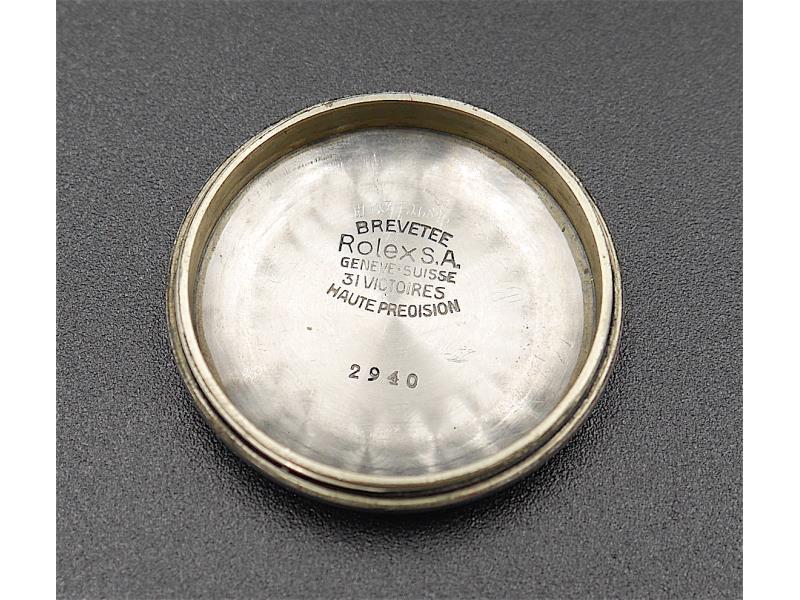 BREVETEE
Rolex S.A.
GENEVE·SUISSE
31 VICTOIRES
HAUTE PRECISION
2940